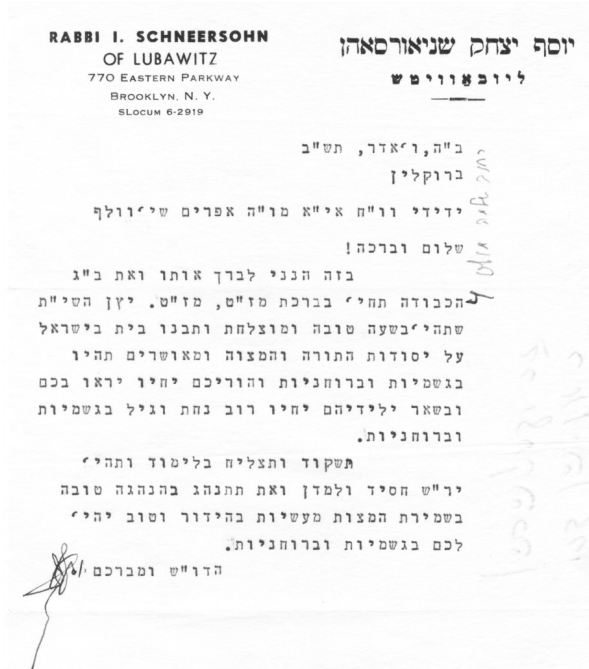 RABBI I. SCHNEERSOHN
OF LUBAWITZ
770 EASTERN PARKWAY
BROOKLYN, N. Y.
SLOCUM 6-2919
יוסף יצחק שניאורסאהן
ליובאַוויטש
ב"ה, ו' אדר, תש"ב
ברוקלין
ידידי וו"ח אי"א מו"ה אפרים שי' וולף
שלום וברכה!
בזה הנני לברך אותו ואת ב"ג
הכבודה תחי' בברכת מז"ט, מז"ט. יתן השי"ת
שתהי' בשעה טובה ומוצלחת ותבנו בית בישראל
על יסודות התורה והמצוה ומאושרים תהיו
בגשמיות וברוחניות והוריכם יחיו יראו בכם
ובשאר ילידיהם יחיו רוב נחת וגיל בגשמיות
וברוחניות.
תשקוד ותצליח בלימוד ותהי'
יר"ש חסיד ולמדן ואת תתנהג בהנהגה טובה
בשמירת המצות מעשיות בהידור וטוב יהי'
לכם בגשמיות וברוחניות.
הדו"ש ומברכם